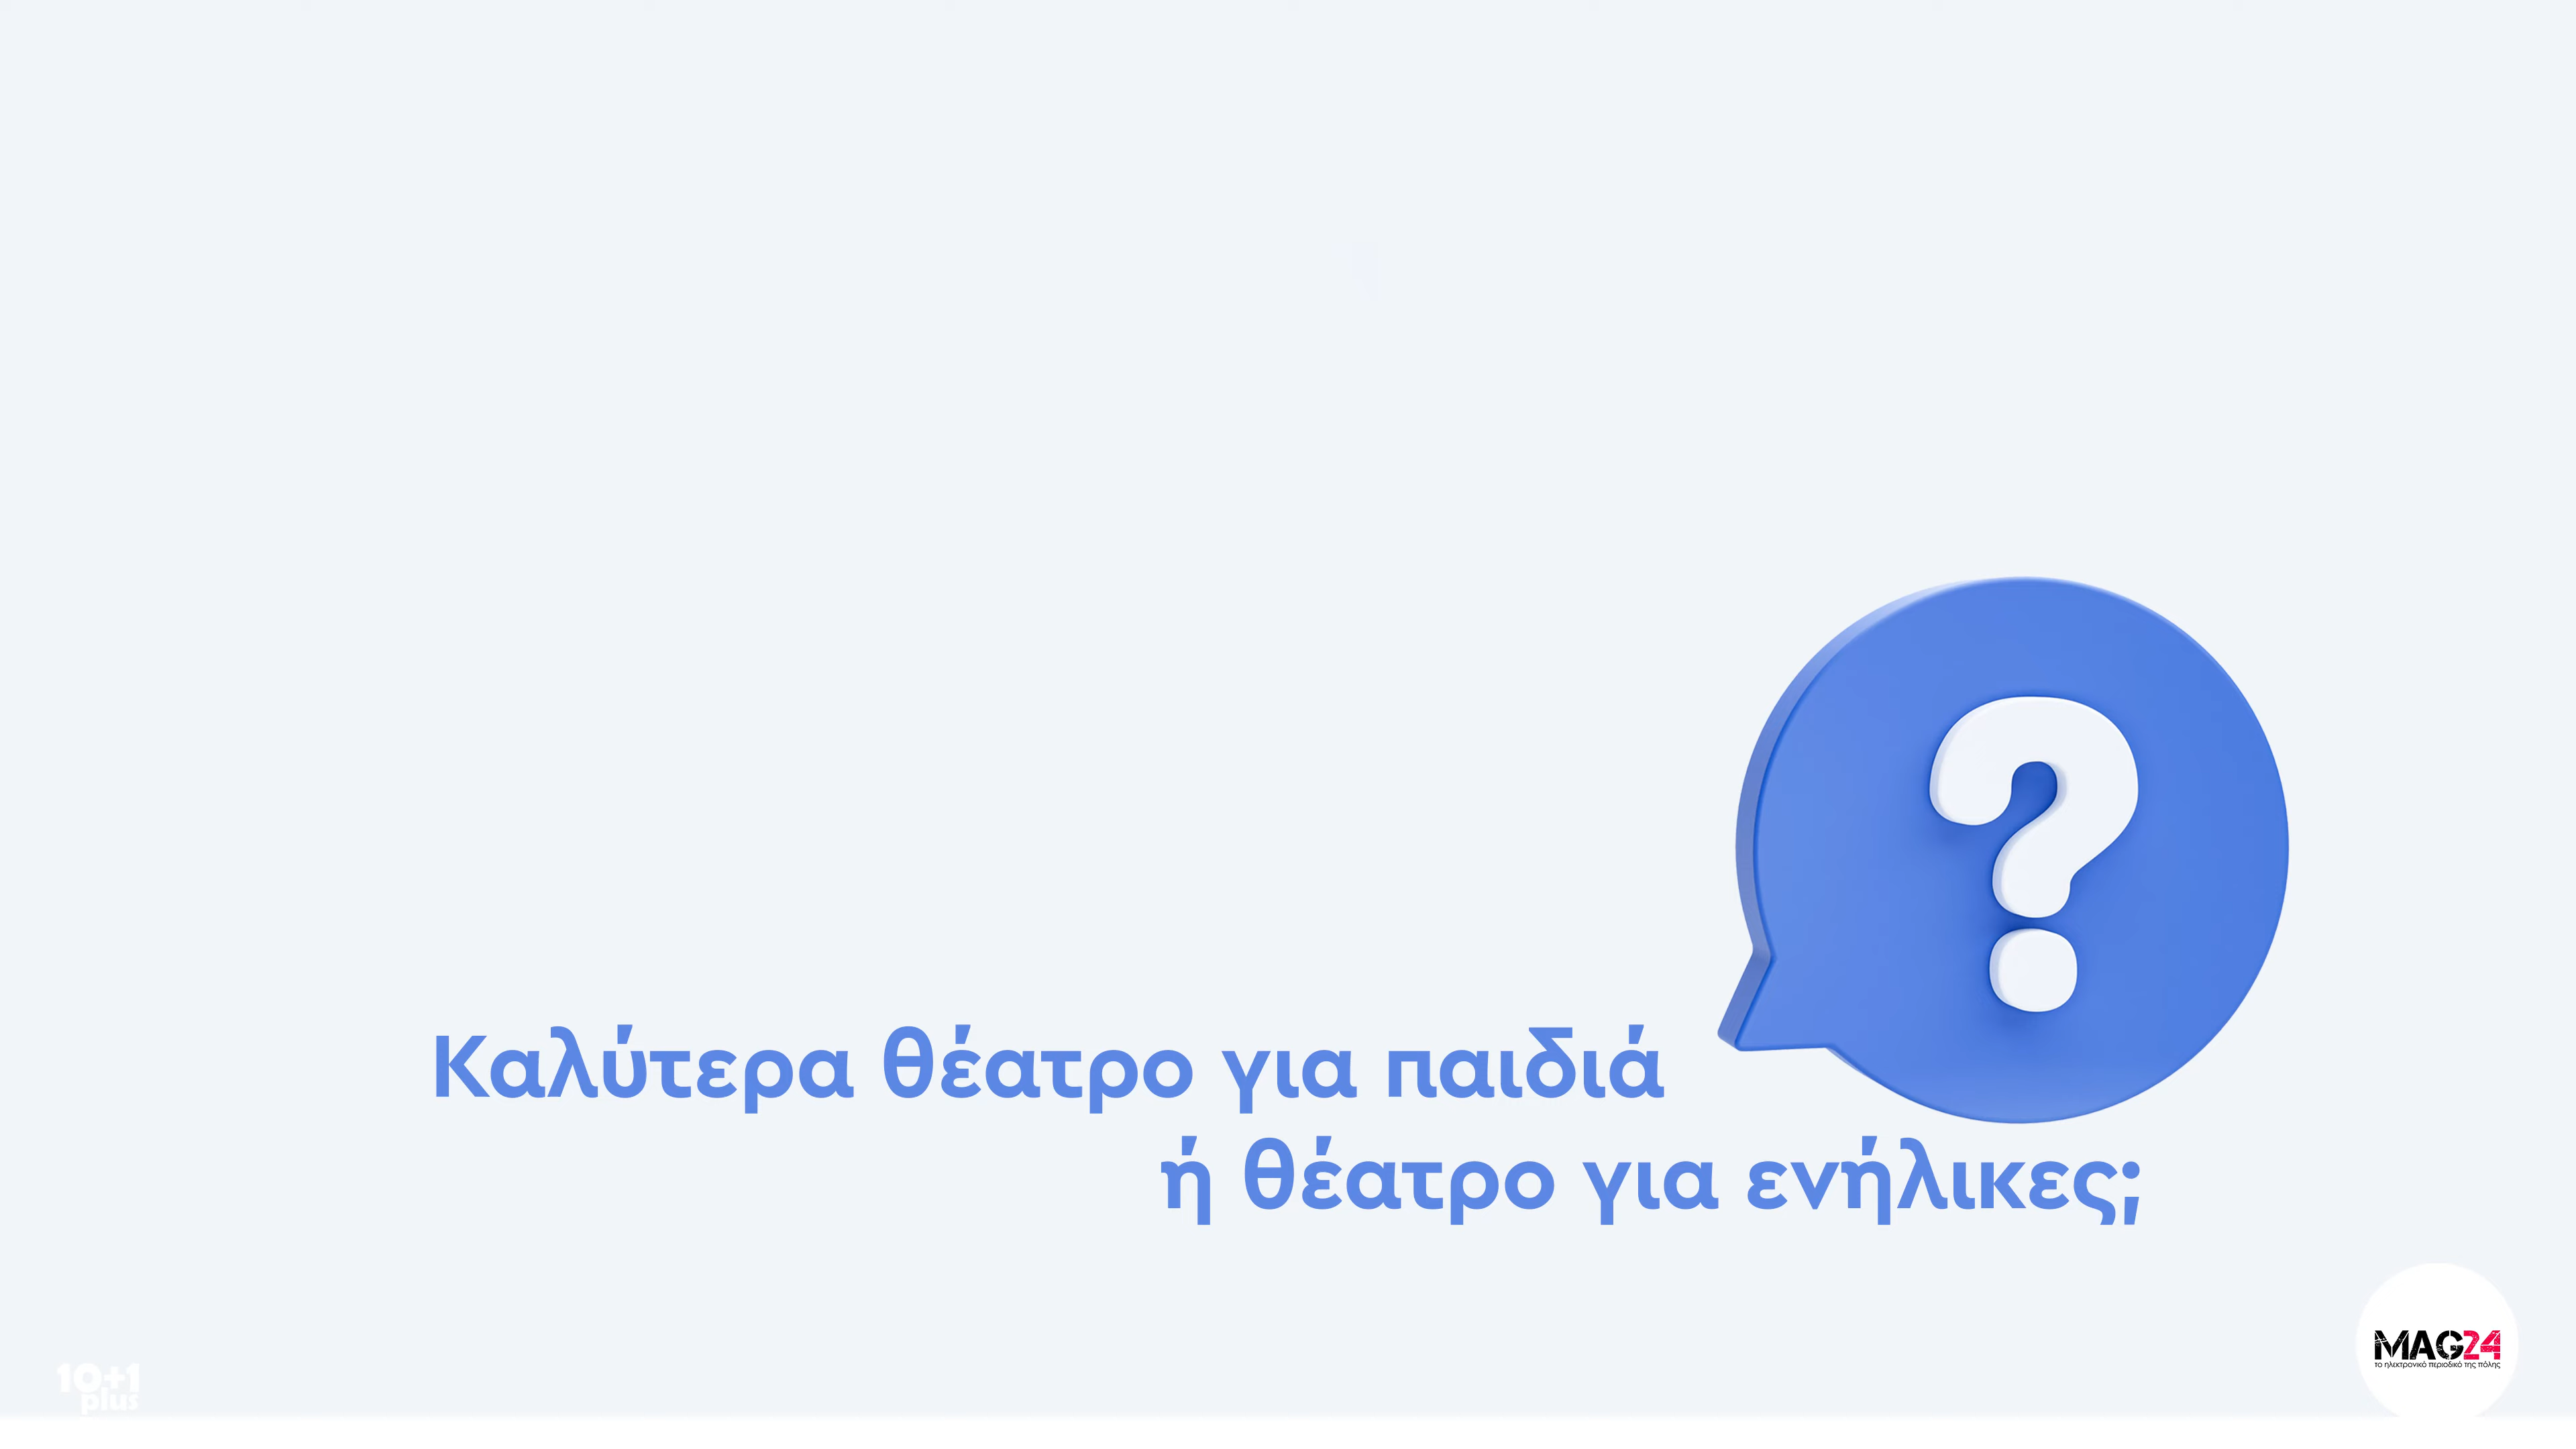 Καλύτερα θέατρο για παιδιά
ή θέατρο για ενήλικες;
10+1
plus
MAG24
το ηλεκτρονικό περιοδικό της πόλης